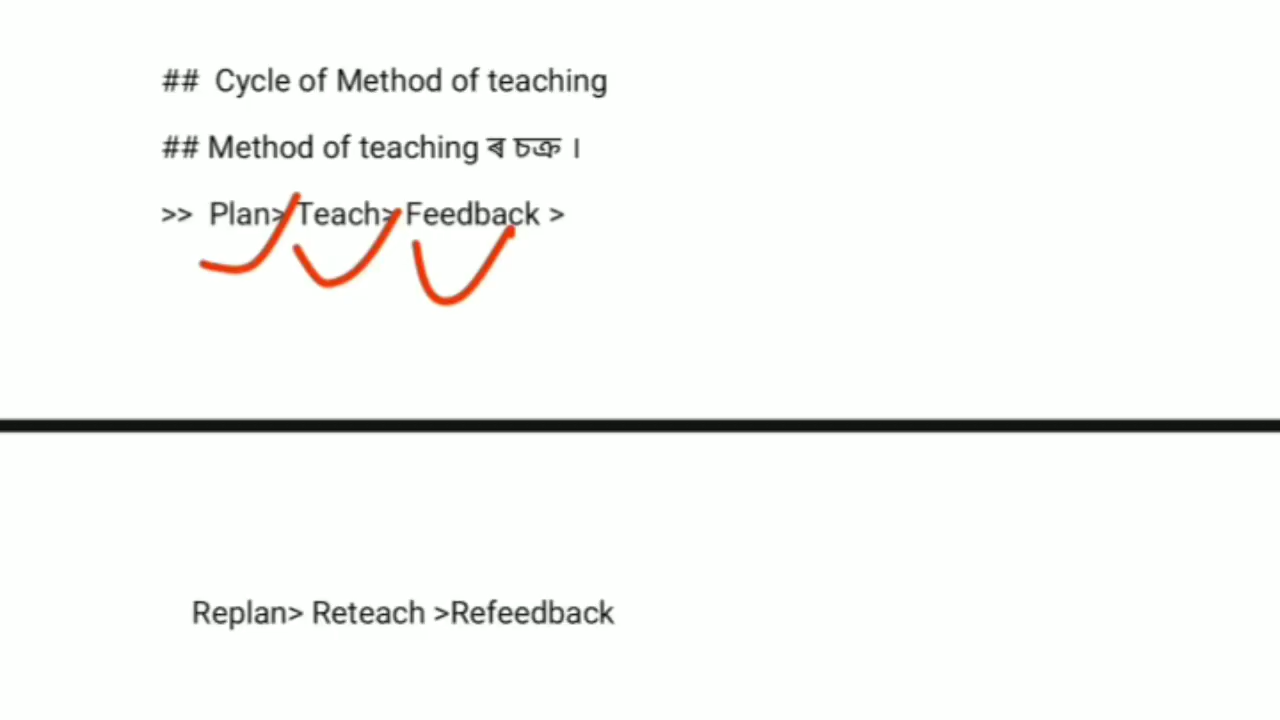 ## Cycle of Method of teaching
## Method of teaching ৰ চক্ৰ ।
>> Plan> Teach> Feedback >
Replan> Reteach >Refeedback